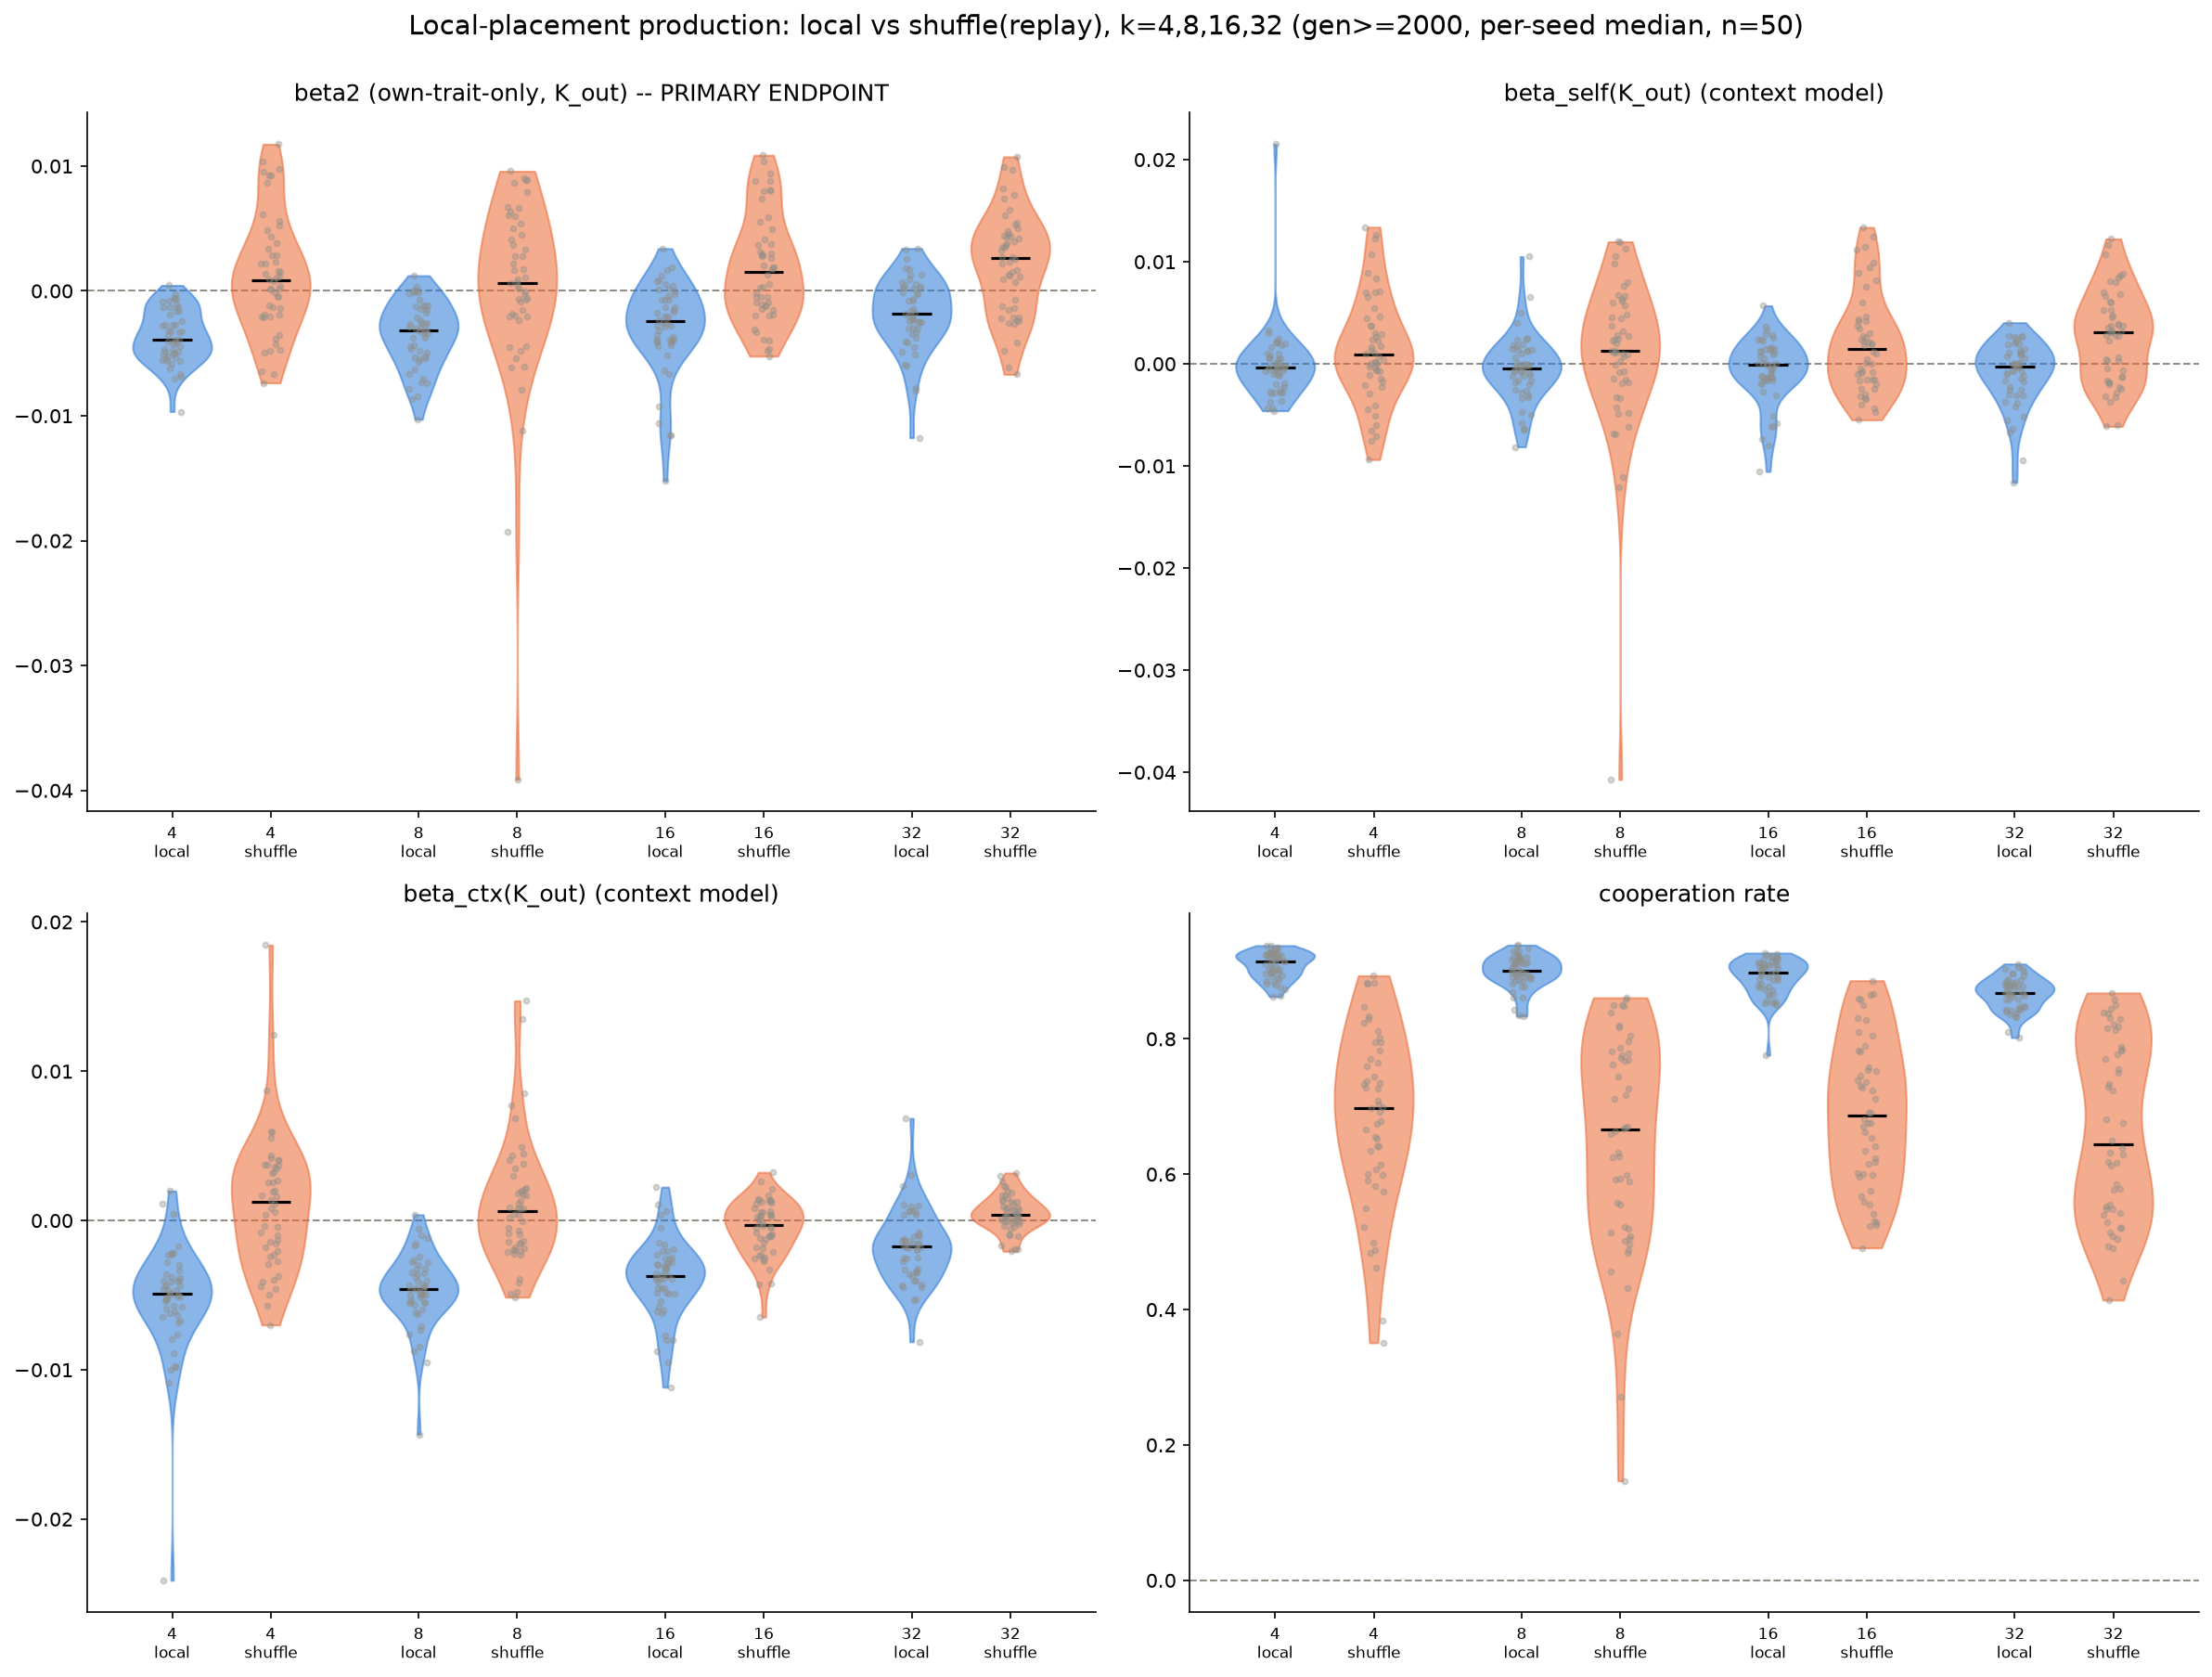 Local-placement production: local vs shuffle(replay), k=4,8,16,32 (gen>=2000, per-seed median, n=50)
beta2 (own-trait-only, K_out) -- PRIMARY ENDPOINT
0.01
0.00
−0.01
−0.02
−0.03
−0.04
4 4 8 8 16 16 32 32
local shuffle local shuffle local shuffle local shuffle
beta_self(K_out) (context model)
0.02
0.01
0.00
−0.01
−0.02
−0.03
−0.04
4 4 8 8 16 16 32 32
local shuffle local shuffle local shuffle local shuffle
beta_ctx(K_out) (context model)
0.02
0.01
0.00
−0.01
−0.02
4 4 8 8 16 16 32 32
local shuffle local shuffle local shuffle local shuffle
cooperation rate
0.8
0.6
0.4
0.2
0.0
4 4 8 8 16 16 32 32
local shuffle local shuffle local shuffle local shuffle